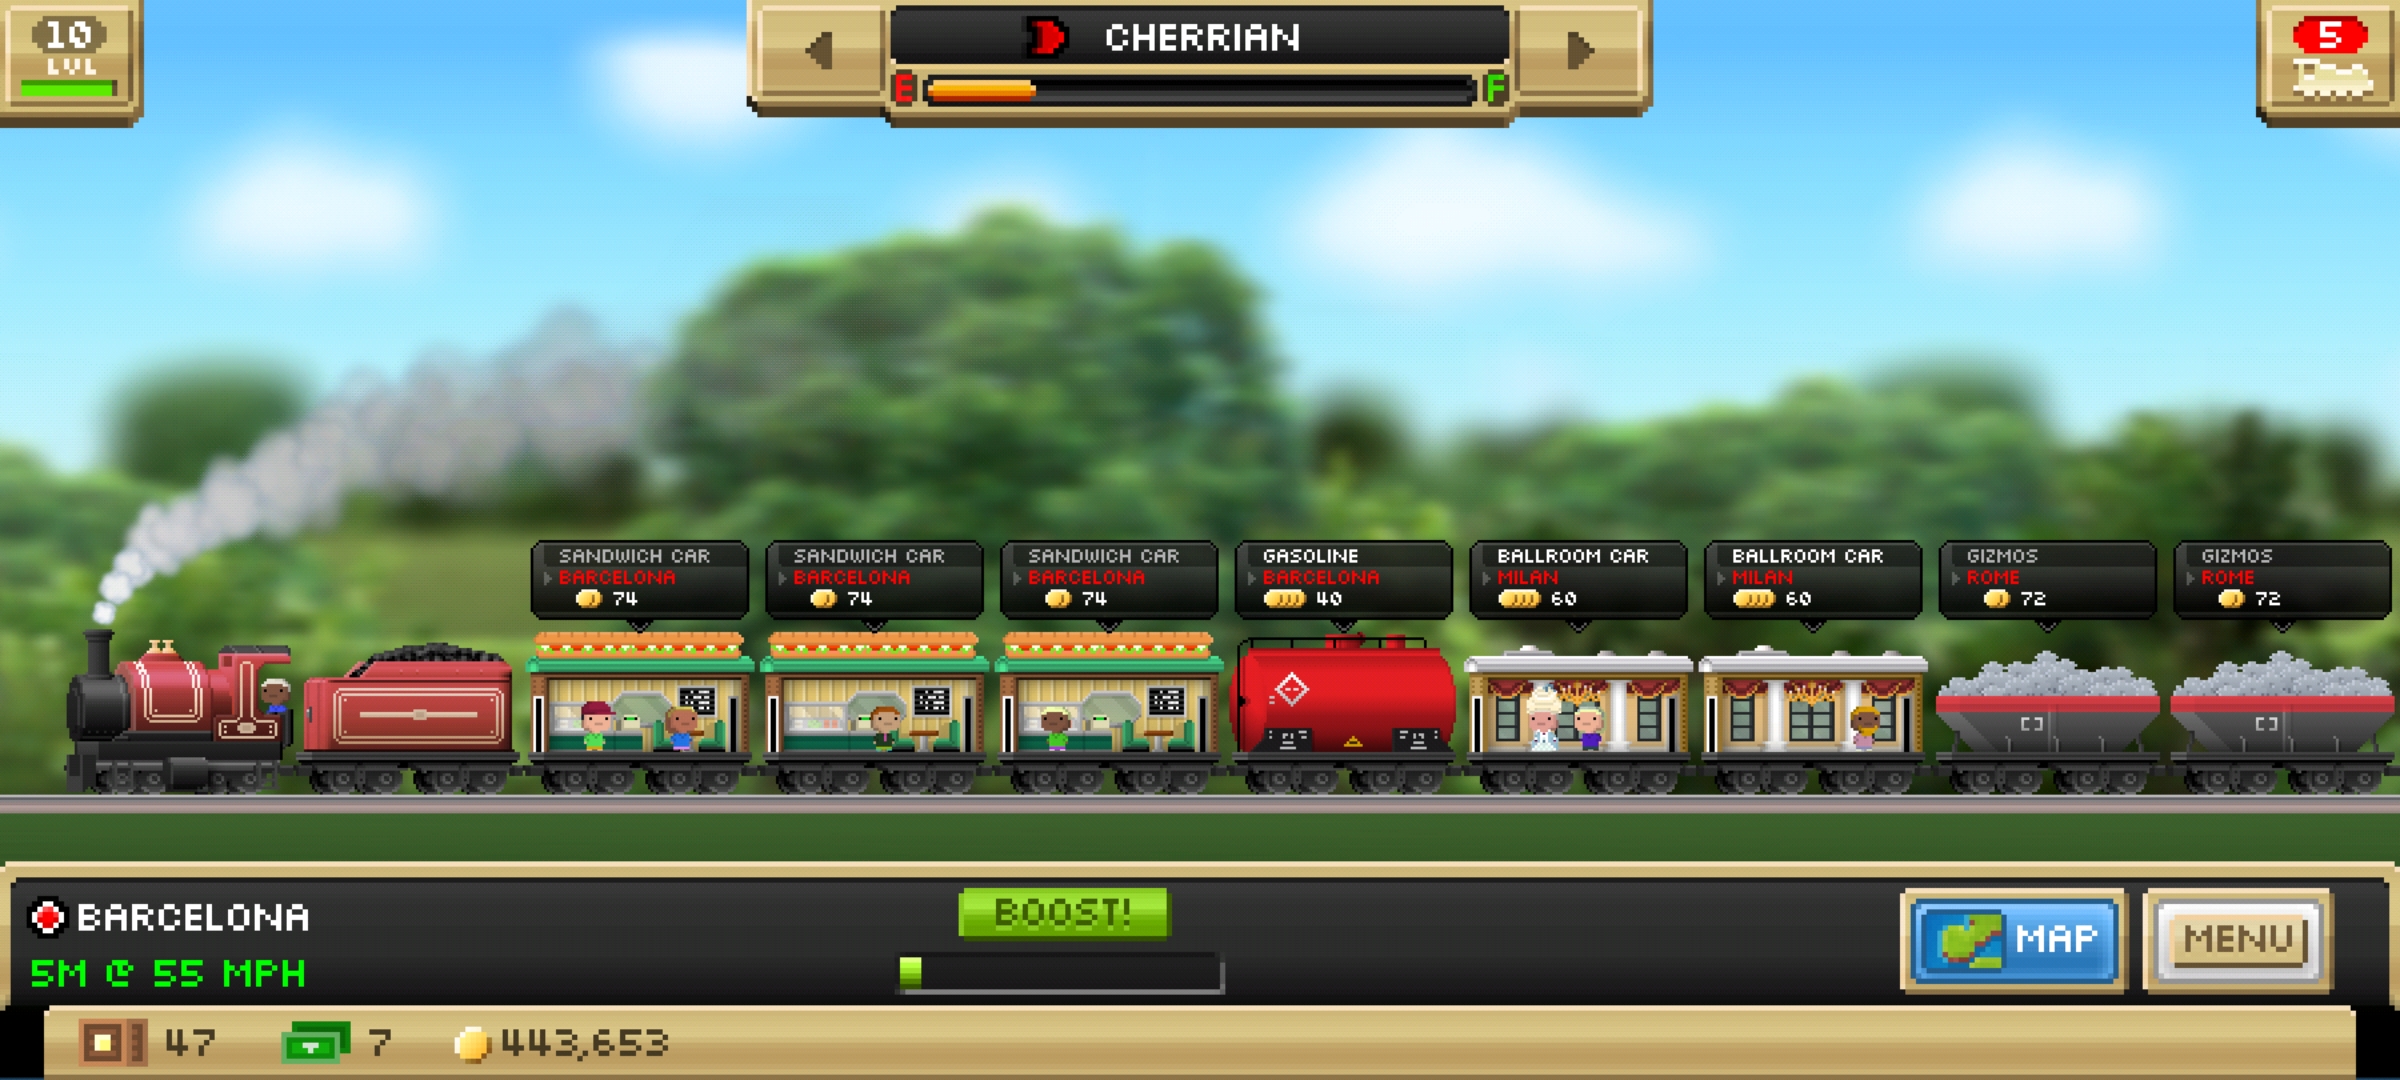 10
LVL
CHERRIAN
E F
5
SANDWICH CAR
BARCELONA
74
SANDWICH CAR
BARCELONA
74
SANDWICH CAR
BARCELONA
74
GASOLINE
BARCELONA
40
BALLROOM CAR
MILAN
60
BALLROOM CAR
MILAN
60
GIZMOS
ROME
72
GIZMOS
ROME
72
BARCELONA
5M @ 55 MPH
BOOST!
MAP
MENU
47 7 443,653